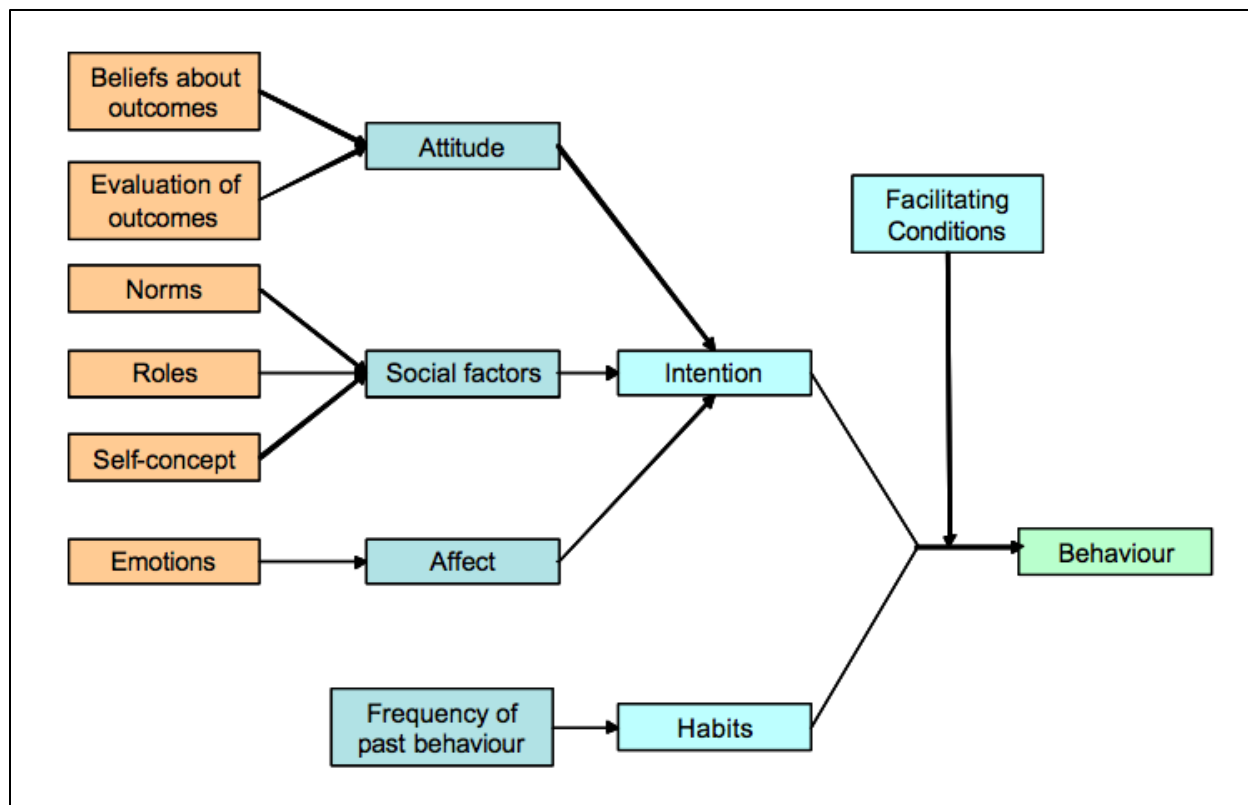 Beliefs about
outcomes
Attitude
Evaluation of
outcomes
Facilitating
Conditions
Norms
Roles
Social factors
Intention
Self-concept
Emotions
Affect
Behaviour
Frequency of
past behaviour
Habits